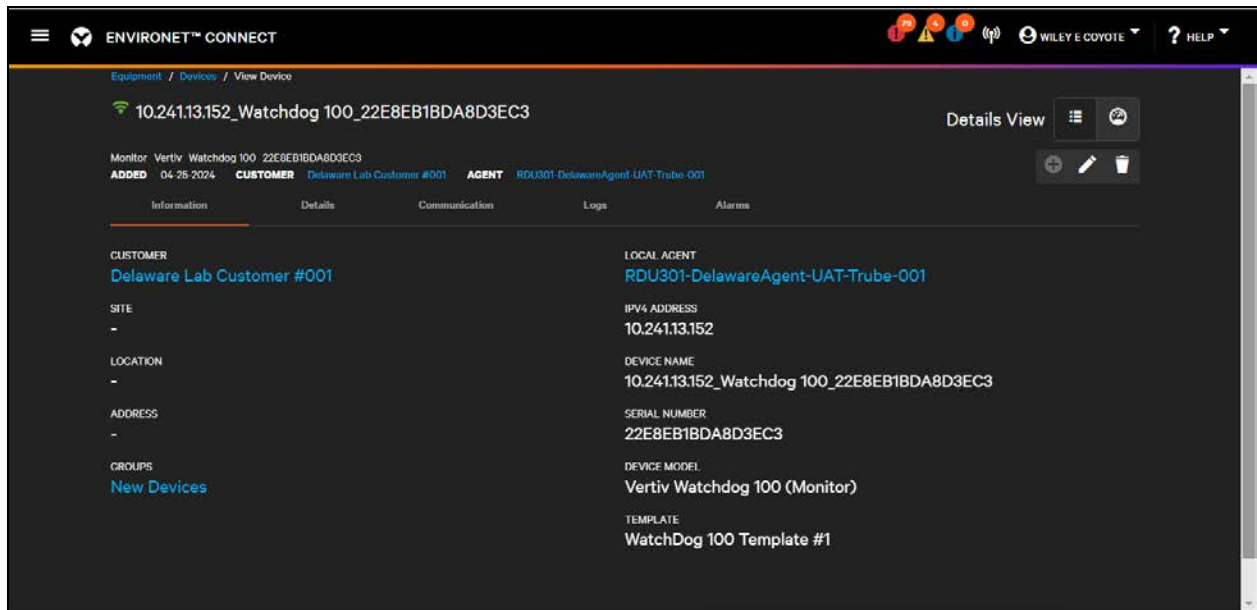 ENVIRONET™ CONNECT
79
4
0
WILEY E COYOTE
? HELP
Equipment / Devices / View Device
10.241.13.152_Watchdog 100_22E8EB1BDA8D3EC3
Details View
Monitor Vertiv Watchdog 100 22E8EB1BDA8D3EC3
ADDED 04-25-2024 CUSTOMER Delaware Lab Customer #001 AGENT RDU301-DelawareAgent-UAT-Trube-001
Information Details Communication Logs Alarms
CUSTOMER
Delaware Lab Customer #001
SITE
-
LOCATION
-
ADDRESS
-
GROUPS
New Devices
LOCAL AGENT
RDU301-DelawareAgent-UAT-Trube-001
IPV4 ADDRESS
10.241.13.152
DEVICE NAME
10.241.13.152_Watchdog 100_22E8EB1BDA8D3EC3
SERIAL NUMBER
22E8EB1BDA8D3EC3
DEVICE MODEL
Vertiv Watchdog 100 (Monitor)
TEMPLATE
WatchDog 100 Template #1